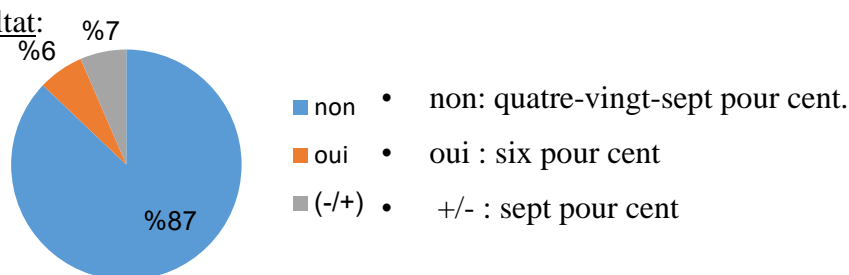 ltat:
%7
%6
%87
non
oui
(-/+)
• non: quatre-vingt-sept pour cent.
• oui : six pour cent
• +/- : sept pour cent